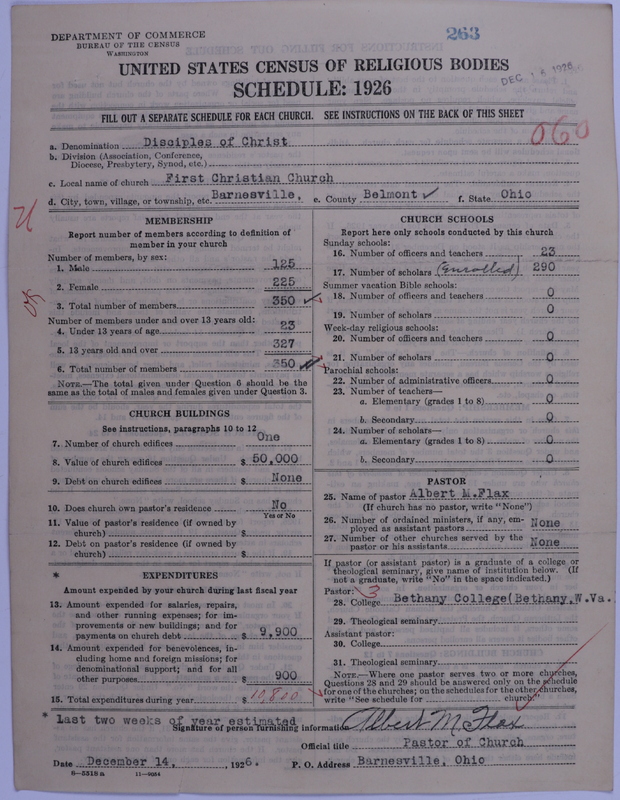 DEPARTMENT OF COMMERCE
BUREAU OF THE CENSUS
WASHINGTON
263
DEC 1 1926
UNITED STATES CENSUS OF RELIGIOUS BODIES
SCHEDULE: 1926
FILL OUT A SEPARATE SCHEDULE FOR EACH CHURCH. SEE INSTRUCTIONS ON THE BACK OF THIS SHEET
060
a. Denomination Disciples of Christ
b. Division (Association, Conference,
Diocese, Presbytery, Synod, etc.)
c. Local name of church First Christian Church
d. City, town, village, or township, etc. Barnesville, e. County Belmont ✓ f. State Ohio
MEMBERSHIP
Report number of members according to definition of
member in your church
Number of members, by sex:
1. Male 125
2. Female 225
3. Total number of members 350 ✓
Number of members under and over 13 years old:
4. Under 13 years of age 23
5. 13 years old and over 327
6. Total number of members 350
NOTE.—The total given under Question 6 should be the
same as the total of males and females given under Question 3.
CHURCH BUILDINGS
See instructions, paragraphs 10 to 12
7. Number of church edifices One
8. Value of church edifices $ 50,000
9. Debt on church edifices $ None
10. Does church own pastor's residence No
Yes or No
11. Value of pastor's residence (if owned by
church) $
12. Debt on pastor's residence (if owned by
church) $
* EXPENDITURES
Amount expended by your church during last fiscal year
13. Amount expended for salaries, repairs,
and other running expenses; for im-
provements or new buildings; and for
payments on church debt $ 9,900
14. Amount expended for benevolences, in-
cluding home and foreign missions; for
denominational support; and for all
other purposes $ 900
15. Total expenditures during year $ 10,800
CHURCH SCHOOLS
Report here only schools conducted by this church
Sunday schools:
16. Number of officers and teachers 23
17. Number of scholars (enrolled) 290
Summer vacation Bible schools:
18. Number of officers and teachers 0
19. Number of scholars 0
Week-day religious schools:
20. Number of officers and teachers 0
21. Number of scholars 0
Parochial schools:
22. Number of administrative officers 0
23. Number of teachers—
a. Elementary (grades 1 to 8) 0
b. Secondary 0
24. Number of scholars—
a. Elementary (grades 1 to 8) 0
b. Secondary 0
PASTOR
25. Name of pastor Albert M.Flax
(If church has no pastor, write "None")
26. Number of ordained ministers, if any, em-
ployed as assistant pastors None
27. Number of other churches served by the
pastor or his assistants None
If pastor (or assistant pastor) is a graduate of a college or
theological seminary, give name of institution below. (If
not a graduate, write "No" in the space indicated.)
Pastor: 3
28. College Bethany College(Bethany,W.Va.
29. Theological seminary
Assistant pastor:
30. College
31. Theological seminary
NOTE.—Where one pastor serves two or more churches,
Questions 28 and 29 should be answered only on the schedule
for one of the churches; on the schedules for the other churches,
write "See schedule for church."
* Last two weeks of year estimated
Signature of person furnishing information Albert M. Flax
Official title Pastor of Church
Date December 14, 1926. P. O. Address Barnesville, Ohio
8—5318a 11—9054